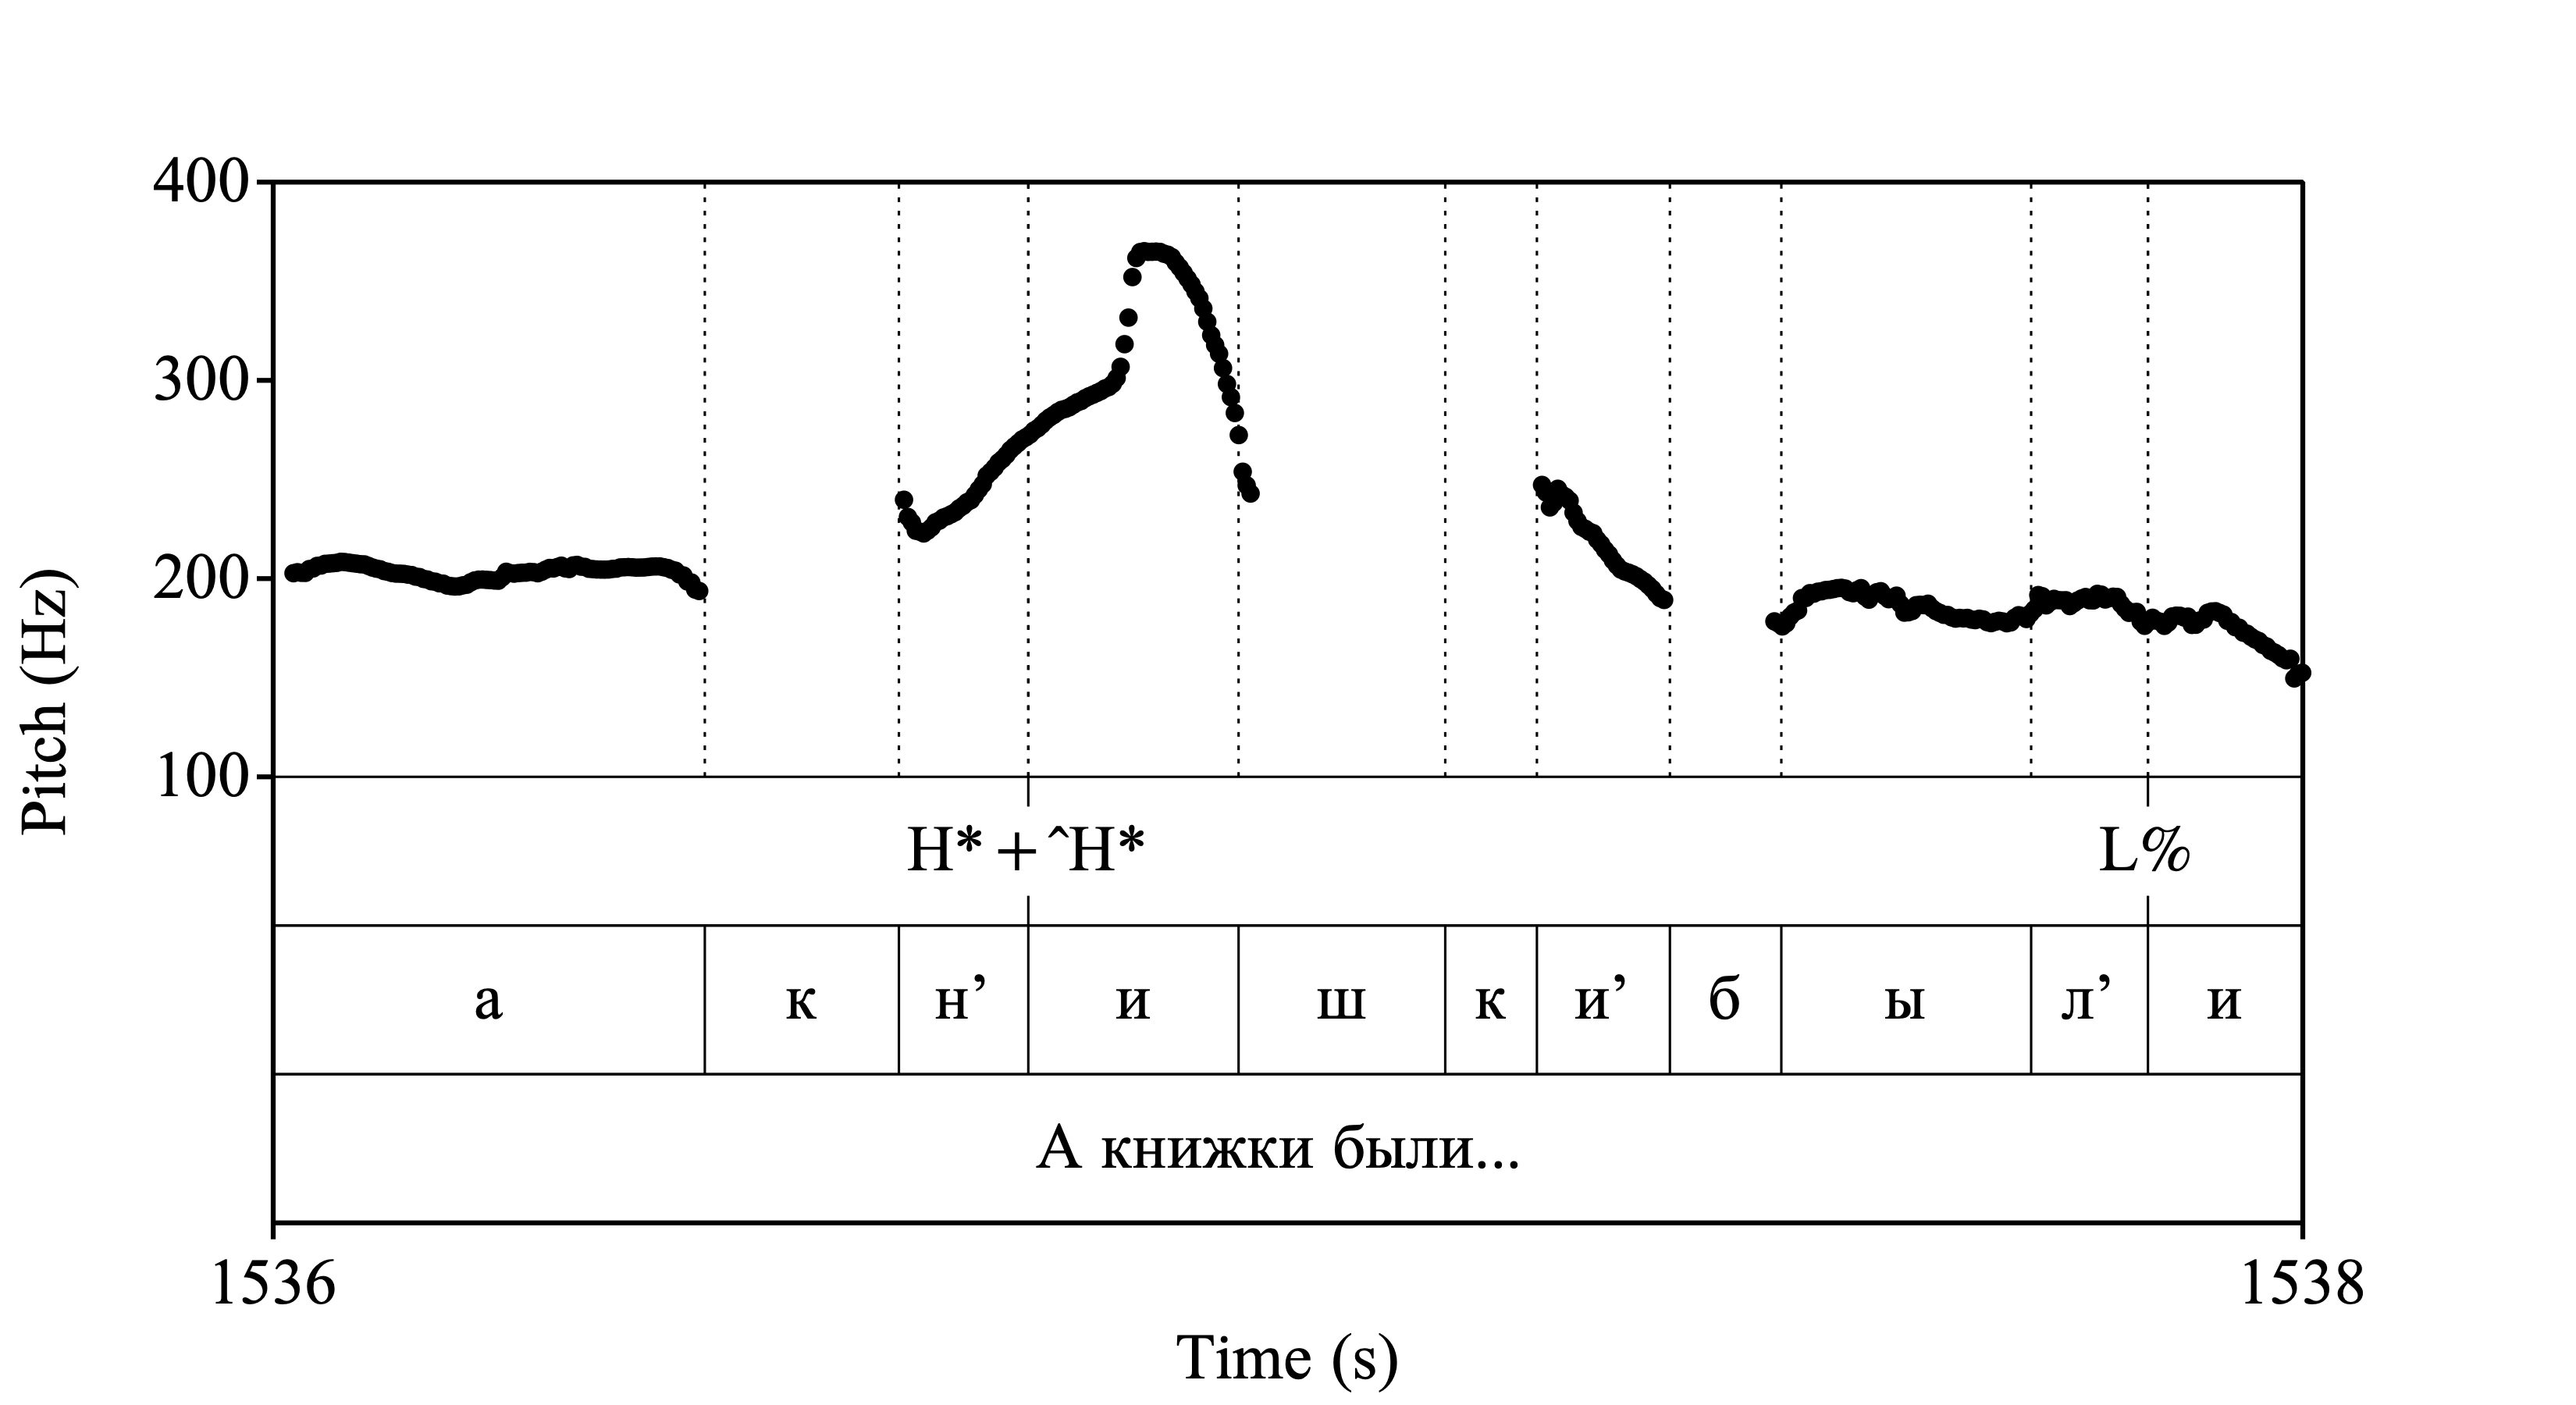 400
300
200
100
Pitch (Hz)
H* + ˆH* L%
а к н’ и ш к и’ б ы л’ и
А книжки были...
1536 1538
Time (s)